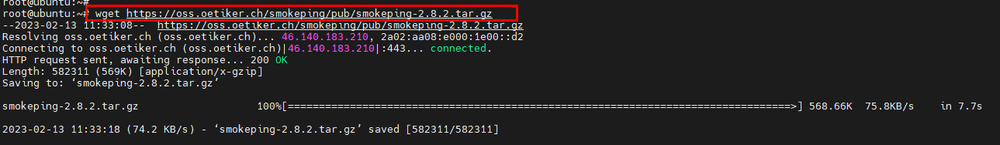 root@ubuntu:~#
root@ubuntu:~# wget https://oss.oetiker.ch/smokeping/pub/smokeping-2.8.2.tar.gz
--2023-02-13 11:33:08--  https://oss.oetiker.ch/smokeping/pub/smokeping-2.8.2.tar.gz
Resolving oss.oetiker.ch (oss.oetiker.ch)... 46.140.183.210, 2a02:aa08:e000:1e00::d2
Connecting to oss.oetiker.ch (oss.oetiker.ch)|46.140.183.210|:443... connected.
HTTP request sent, awaiting response... 200 OK
Length: 582311 (569K) [application/x-gzip]
Saving to: ‘smokeping-2.8.2.tar.gz’
smokeping-2.8.2.tar.gz 100%[================================================================================>] 568.66K 75.8KB/s in 7.7s
2023-02-13 11:33:18 (74.2 KB/s) - ‘smokeping-2.8.2.tar.gz’ saved [582311/582311]